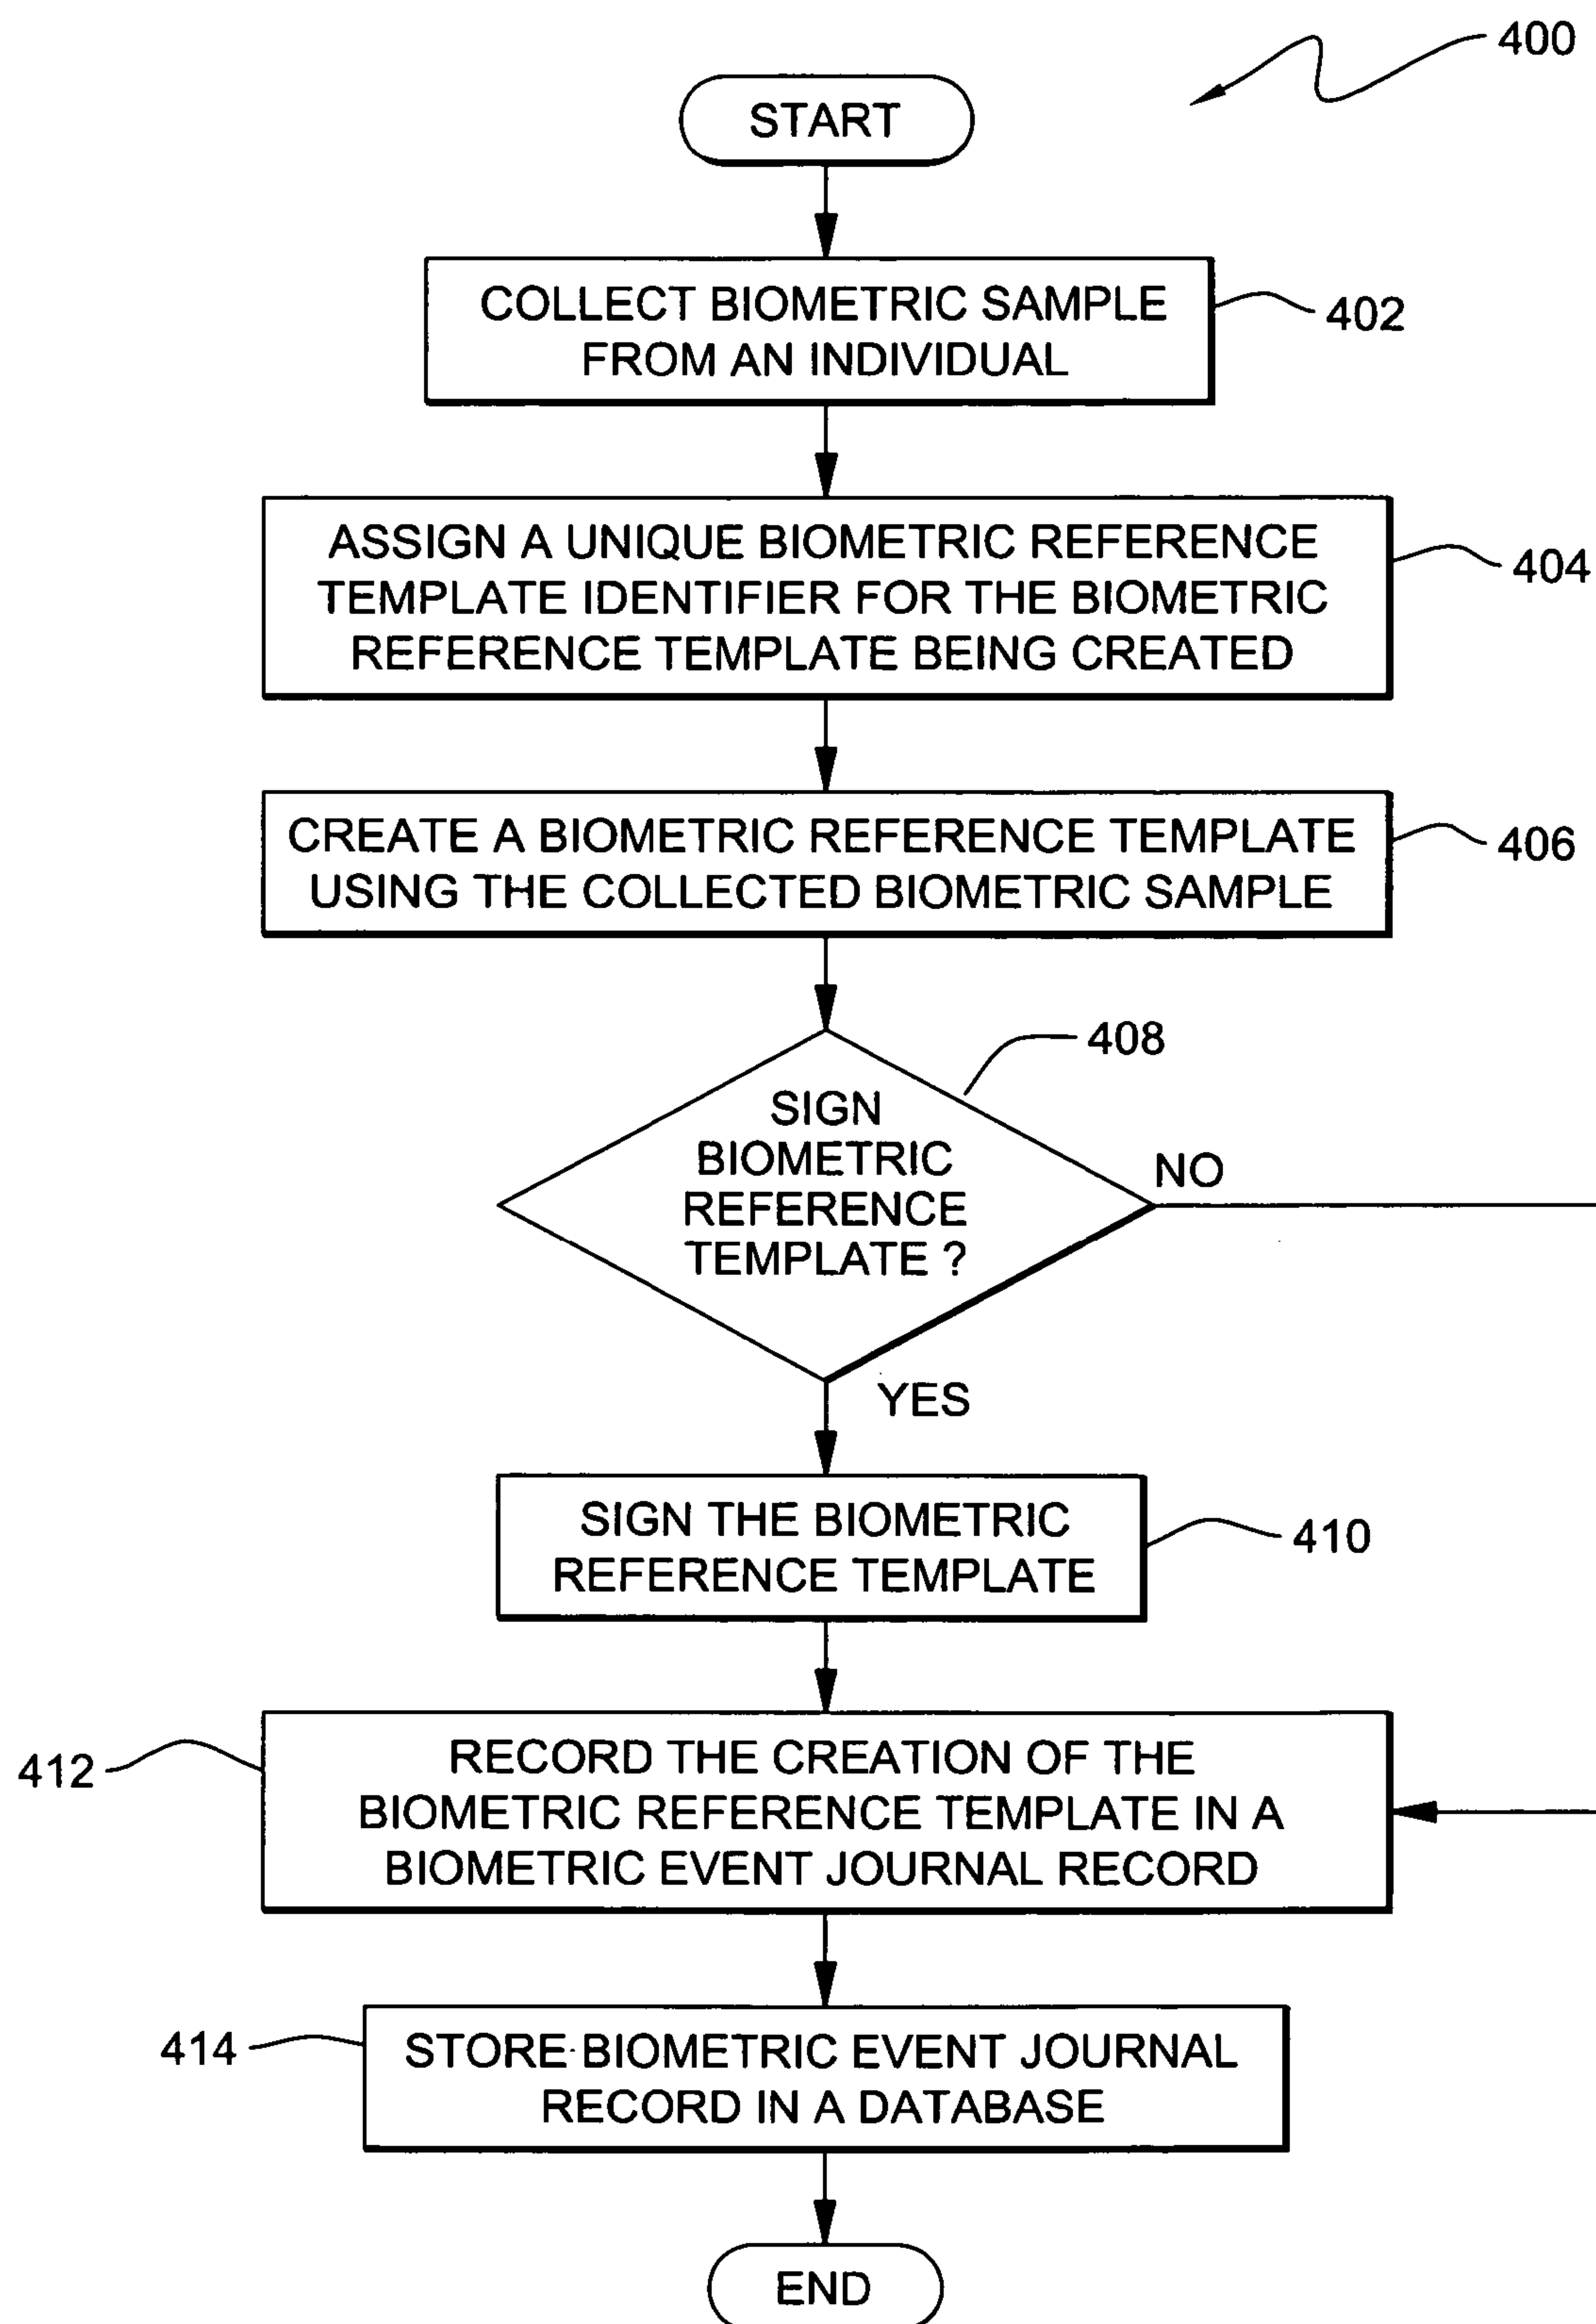 400
START
COLLECT BIOMETRIC SAMPLE
FROM AN INDIVIDUAL
402
ASSIGN A UNIQUE BIOMETRIC REFERENCE
TEMPLATE IDENTIFIER FOR THE BIOMETRIC
REFERENCE TEMPLATE BEING CREATED
404
CREATE A BIOMETRIC REFERENCE TEMPLATE
USING THE COLLECTED BIOMETRIC SAMPLE
406
408
SIGN
BIOMETRIC
REFERENCE
TEMPLATE ?
NO
YES
SIGN THE BIOMETRIC
REFERENCE TEMPLATE
410
412
RECORD THE CREATION OF THE
BIOMETRIC REFERENCE TEMPLATE IN A
BIOMETRIC EVENT JOURNAL RECORD
414
STORE BIOMETRIC EVENT JOURNAL
RECORD IN A DATABASE
END